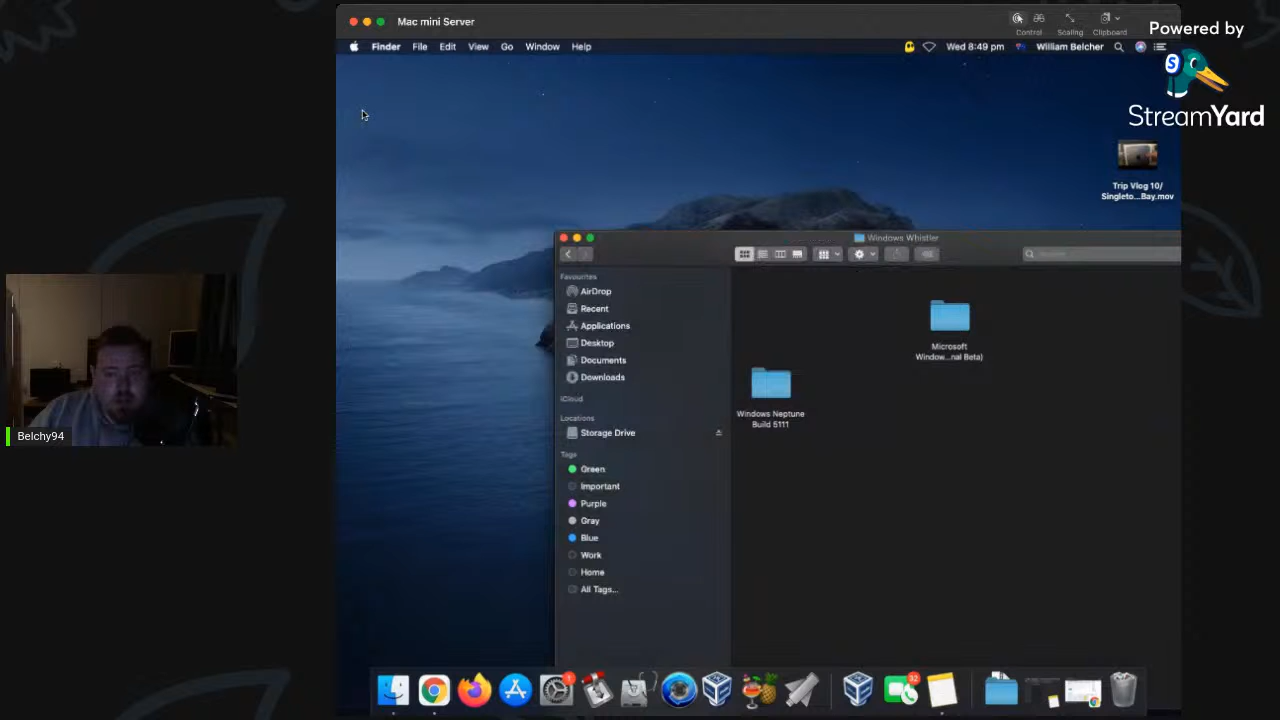 Mac mini Server
Control
Scaling
Clipboard
Powered by
StreamYard
Finder File Edit View Go Window Help
Wed 8:49 pm
William Belcher
Trip Vlog 10/
Singleto...Bay.mov
Windows Whistler
Favourites
AirDrop
Recent
Applications
Desktop
Documents
Downloads
iCloud
Locations
Storage Drive
Tags
Green
Important
Purple
Gray
Blue
Work
Home
All Tags...
Microsoft
Window...nal Beta)
Windows Neptune
Build 5111
Belchy94
1
32